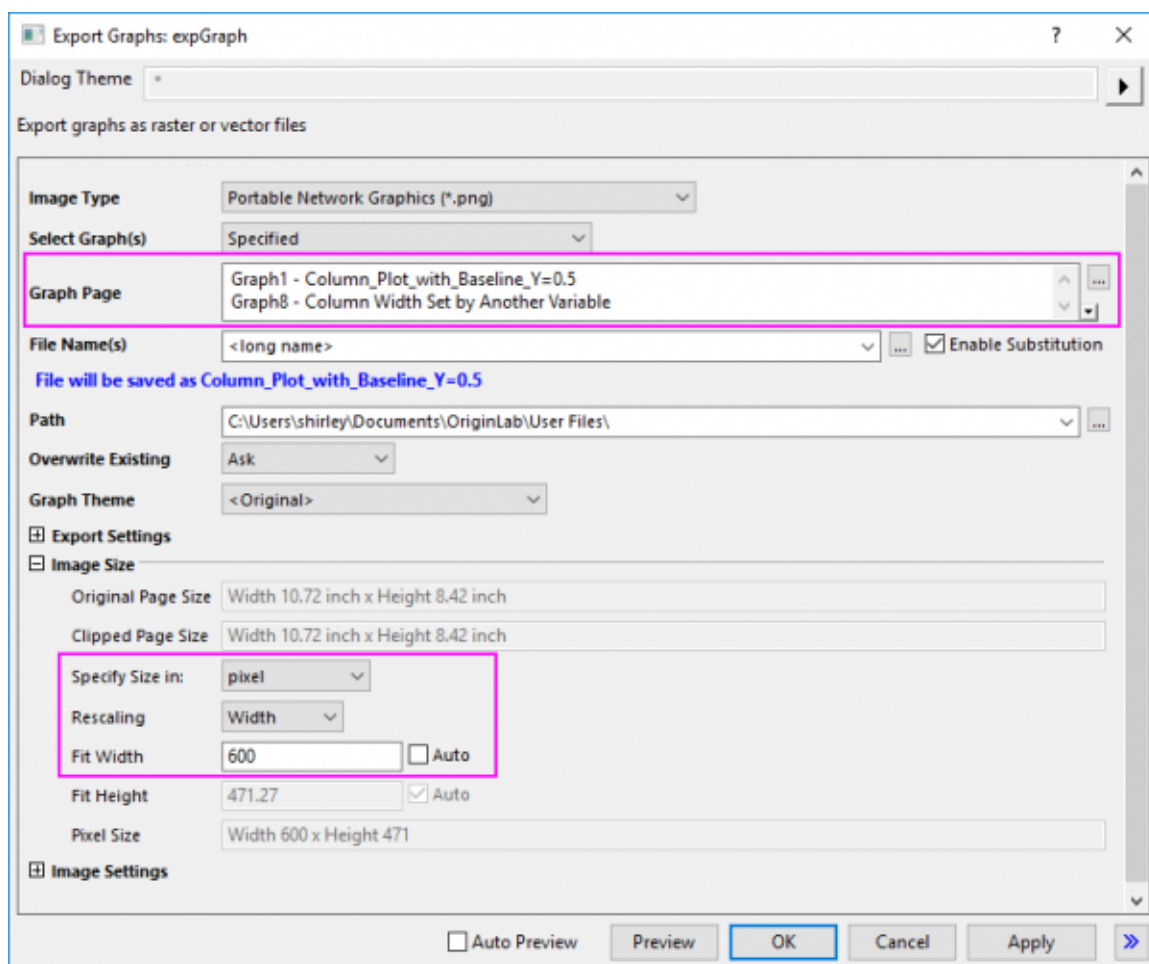 Export Graphs: expGraph
Dialog Theme *
Export graphs as raster or vector files
Image Type Portable Network Graphics (*.png)
Select Graph(s) Specified
Graph Page Graph1 - Column_Plot_with_Baseline_Y=0.5
Graph8 - Column Width Set by Another Variable
File Name(s) <long name> ... Enable Substitution
File will be saved as Column_Plot_with_Baseline_Y=0.5
Path C:\Users\shirley\Documents\OriginLab\User Files\ ...
Overwrite Existing Ask
Graph Theme <Original>
Export Settings
Image Size
Original Page Size Width 10.72 inch x Height 8.42 inch
Clipped Page Size Width 10.72 inch x Height 8.42 inch
Specify Size in: pixel
Rescaling Width
Fit Width 600 Auto
Fit Height 471.27 Auto
Pixel Size Width 600 x Height 471
Image Settings
Auto Preview Preview OK Cancel Apply